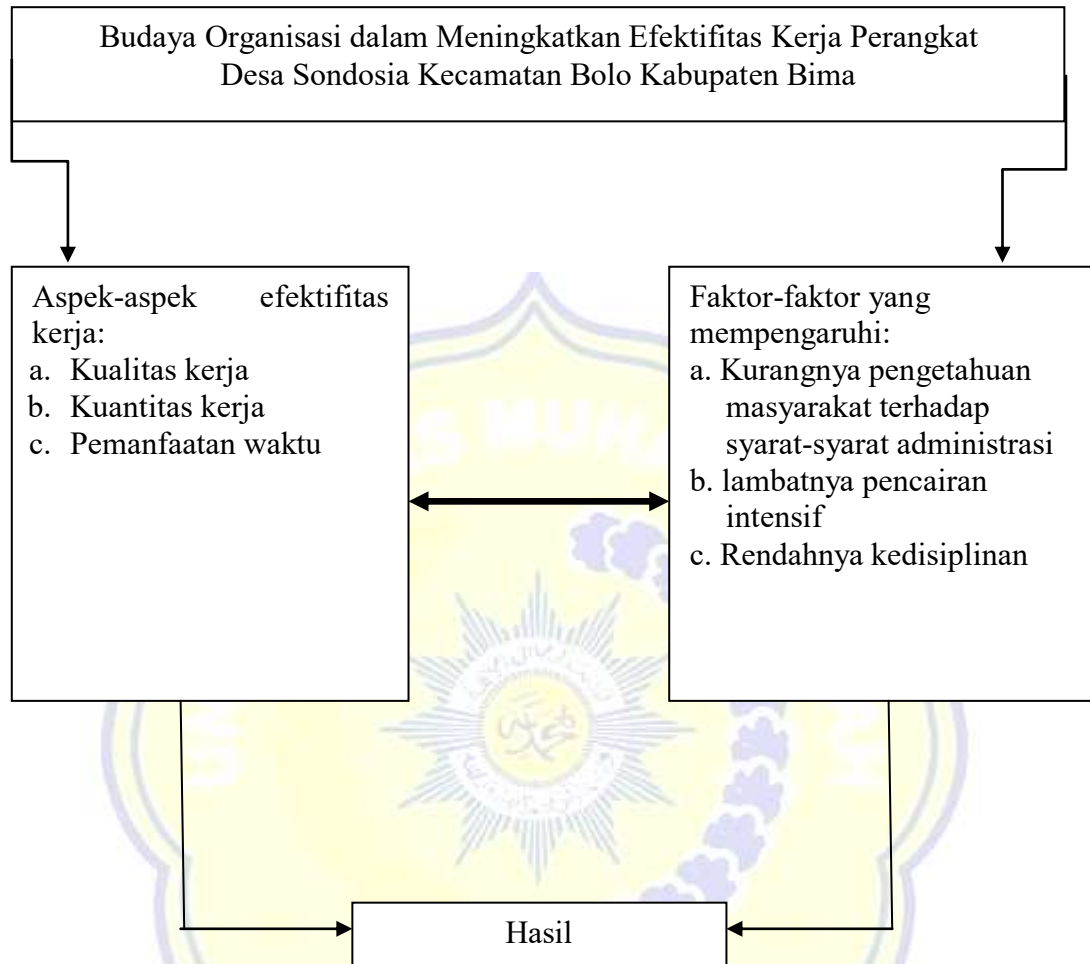 Budaya Organisasi dalam Meningkatkan Efektifitas Kerja Perangkat
Desa Sondosia Kecamatan Bolo Kabupaten Bima
Aspek-aspek efektifitas
kerja:
a. Kualitas kerja
b. Kuantitas kerja
c. Pemanfaatan waktu
Faktor-faktor yang
mempengaruhi:
a. Kurangnya pengetahuan
masyarakat terhadap
syarat-syarat administrasi
b. lambatnya pencairan
intensif
c. Rendahnya kedisiplinan
Hasil